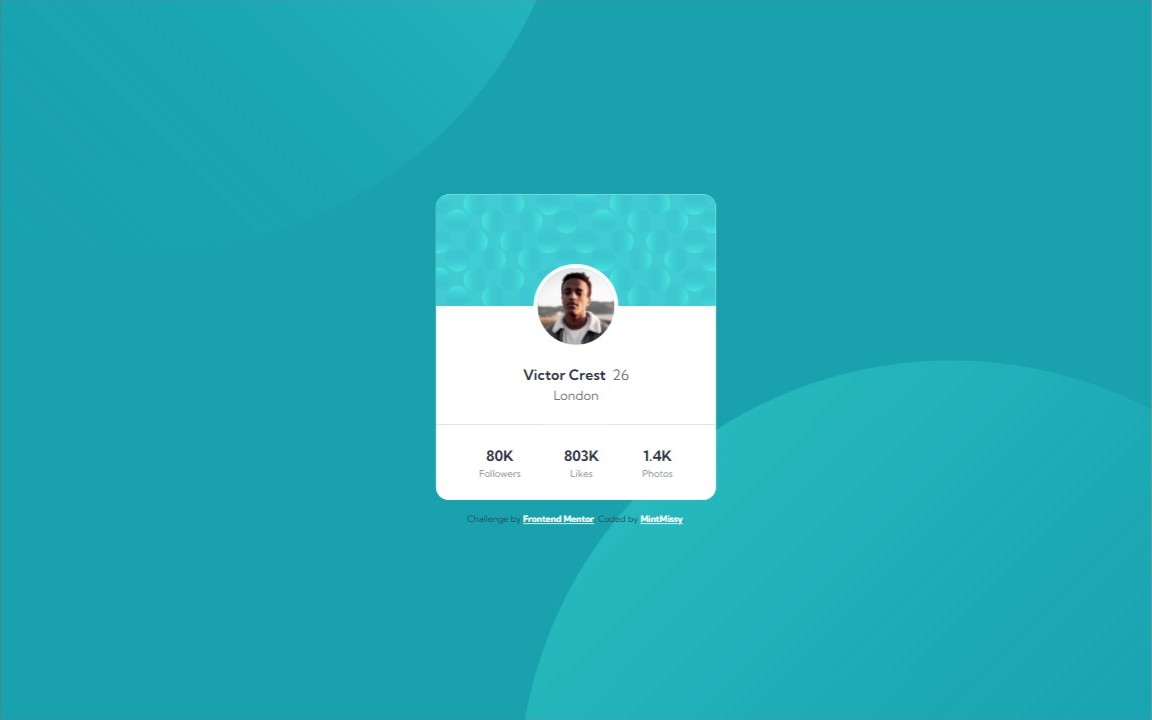 Victor Crest 26
London
80K 803K 1.4K
Followers Likes Photos
Challenge by Frontend Mentor Coded by MintMissy